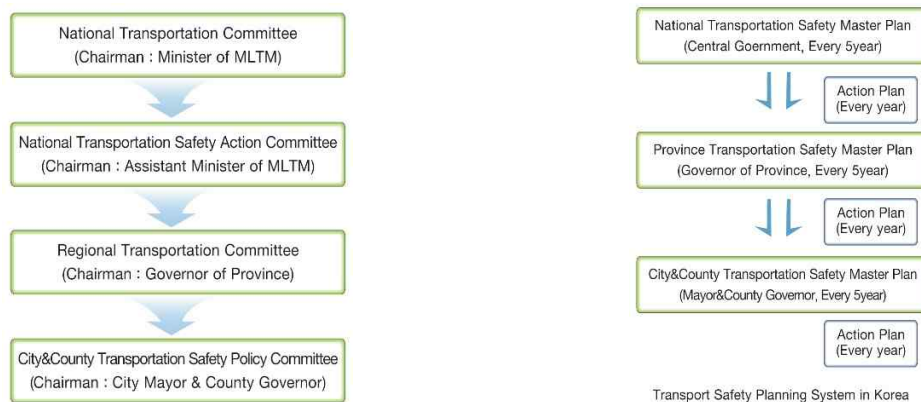 National Transportation Committee
(Chairman : Minister of MLTM)
National Transportation Safety Action Committee
(Chairman : Assistant Minister of MLTM)
Regional Transportation Committee
(Chairman : Governor of Province)
City&County Transportation Safety Policy Committee
(Chairman : City Mayor & County Governor)
National Transportation Safety Master Plan
(Central Goernment, Every 5year)
Action Plan
(Every year)
Province Transportation Safety Master Plan
(Governor of Province, Every 5year)
Action Plan
(Every year)
City&County Transportation Safety Master Plan
(Mayor&County Governor, Every 5year)
Action Plan
(Every year)
Transport Safety Planning System in Korea